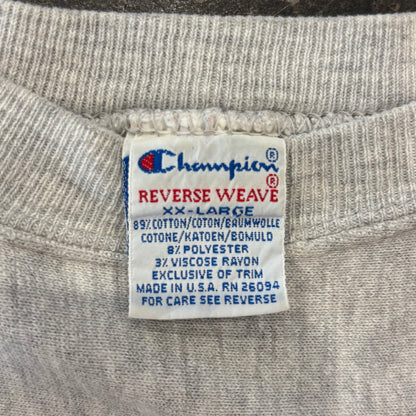 Champion®
REVERSE WEAVE®
XX-LARGE
89% COTTON/COTON/BAUMWOLLE
COTONE/KATOEN/BOMULD
8% POLYESTER
3% VISCOSE RAYON
EXCLUSIVE OF TRIM
MADE IN U.S.A. RN 26094
FOR CARE SEE REVERSE